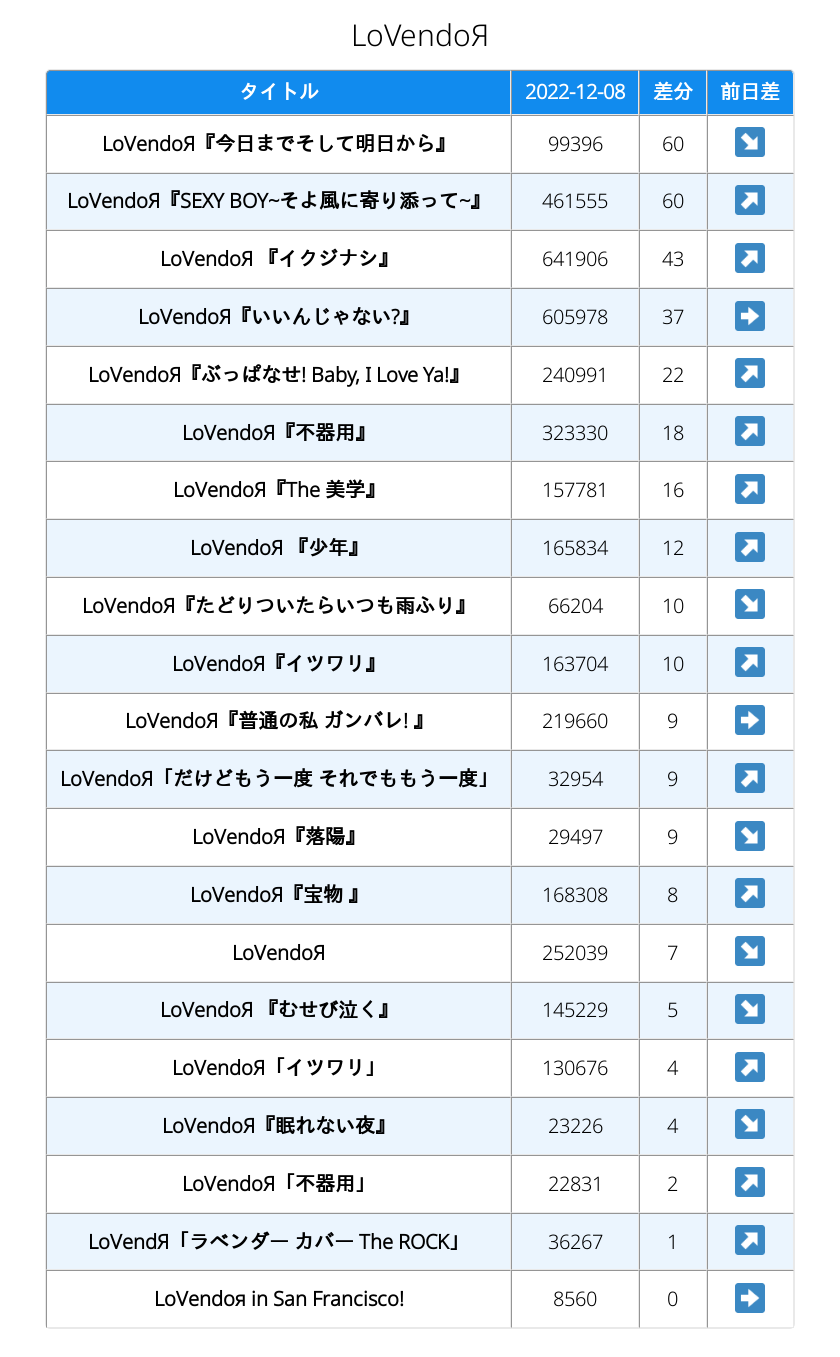 LoVendoЯ
タイトル 2022-12-08 差分 前日差
LoVendoЯ『今日までそして明日から』 99396 60 ↘
LoVendoЯ『SEXY BOY~そよ風に寄り添って~』 461555 60 ↗
LoVendoЯ 『イクジナシ』 641906 43 ↗
LoVendoЯ『いいんじゃない?』 605978 37 ➡
LoVendoЯ『ぶっぱなせ! Baby, I Love Ya!』 240991 22 ↗
LoVendoЯ『不器用』 323330 18 ↗
LoVendoЯ『The 美学』 157781 16 ↗
LoVendoЯ 『少年』 165834 12 ↗
LoVendoЯ『たどりついたらいつも雨ふり』 66204 10 ↘
LoVendoЯ『イツワリ』 163704 10 ↗
LoVendoЯ『普通の私 ガンバレ! 』 219660 9 ➡
LoVendoЯ「だけどもう一度 それでももう一度」 32954 9 ↗
LoVendoЯ『落陽』 29497 9 ↘
LoVendoЯ『宝物 』 168308 8 ↗
LoVendoЯ 252039 7 ↘
LoVendoЯ 『むせび泣く』 145229 5 ↘
LoVendoЯ「イツワリ」 130676 4 ↗
LoVendoЯ『眠れない夜』 23226 4 ↘
LoVendoЯ「不器用」 22831 2 ↗
LoVendЯ「ラベンダー カバー The ROCK」 36267 1 ↗
LoVendoя in San Francisco! 8560 0 ➡